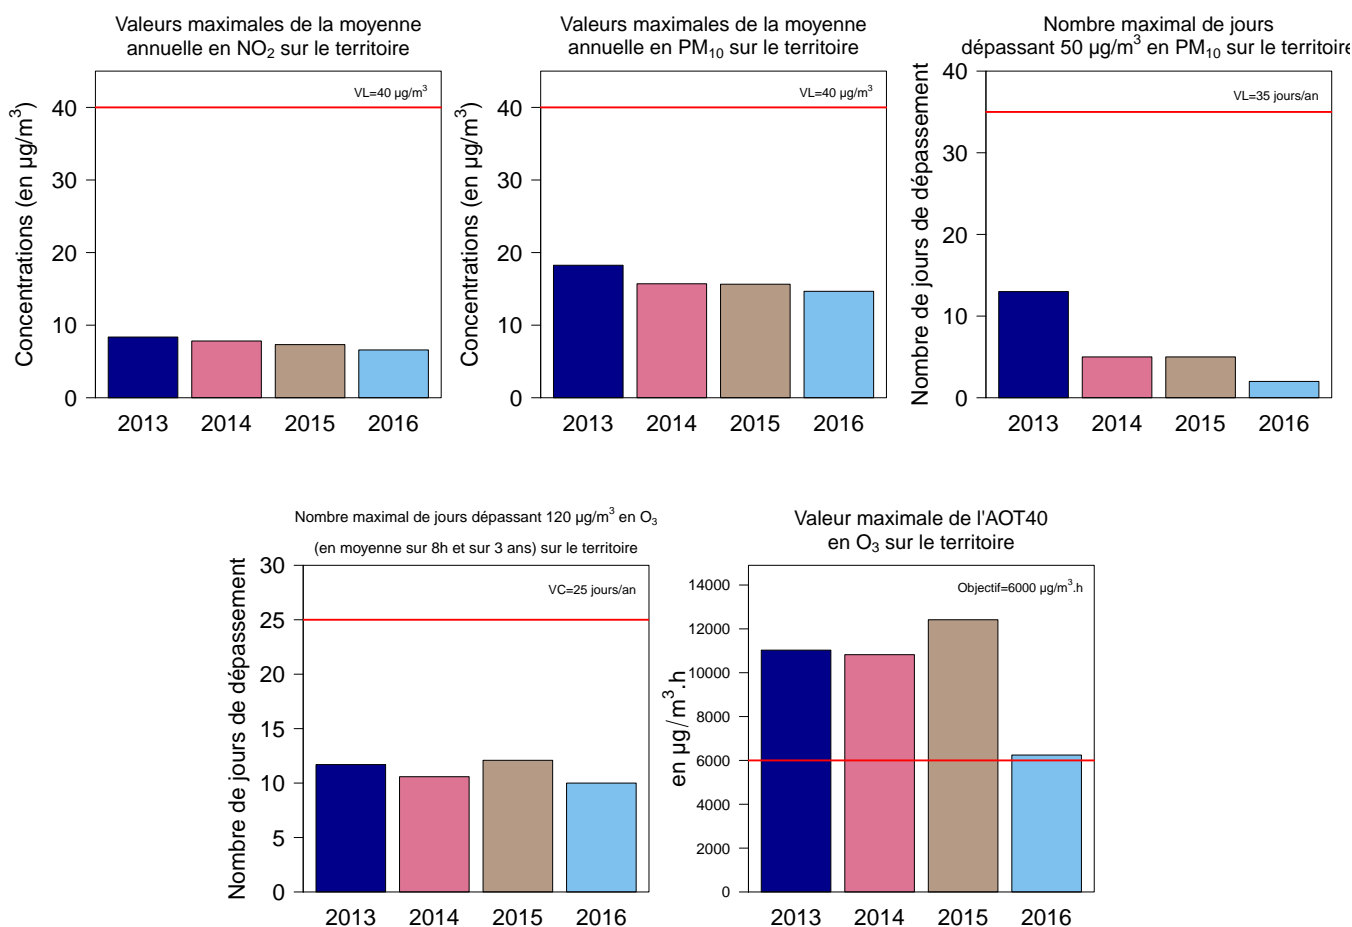 Valeurs maximales de la moyenne
annuelle en NO₂ sur le territoire
VL=40 µg/m³
Concentrations (en µg/m³)
40
30
20
10
0
2013 2014 2015 2016
Valeurs maximales de la moyenne
annuelle en PM₁₀ sur le territoire
VL=40 µg/m³
Concentrations (en µg/m³)
40
30
20
10
0
2013 2014 2015 2016
Nombre maximal de jours
dépassant 50 µg/m³ en PM₁₀ sur le territoire
VL=35 jours/an
Nombre de jours de dépassement
40
30
20
10
0
2013 2014 2015 2016
Nombre maximal de jours dépassant 120 µg/m³ en O₃
(en moyenne sur 8h et sur 3 ans) sur le territoire
VC=25 jours/an
Nombre de jours de dépassement
30
25
20
15
10
5
0
2013 2014 2015 2016
Valeur maximale de l'AOT40
en O₃ sur le territoire
Objectif=6000 µg/m³.h
en µg/m³.h
14000
12000
10000
8000
6000
4000
2000
0
2013 2014 2015 2016